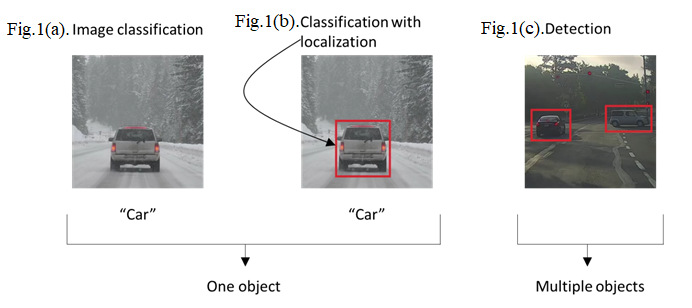 Fig.1(a). Image classification
Fig.1(b).Classification with
localization
Fig.1(c).Detection
“Car”
“Car”
One object
Multiple objects